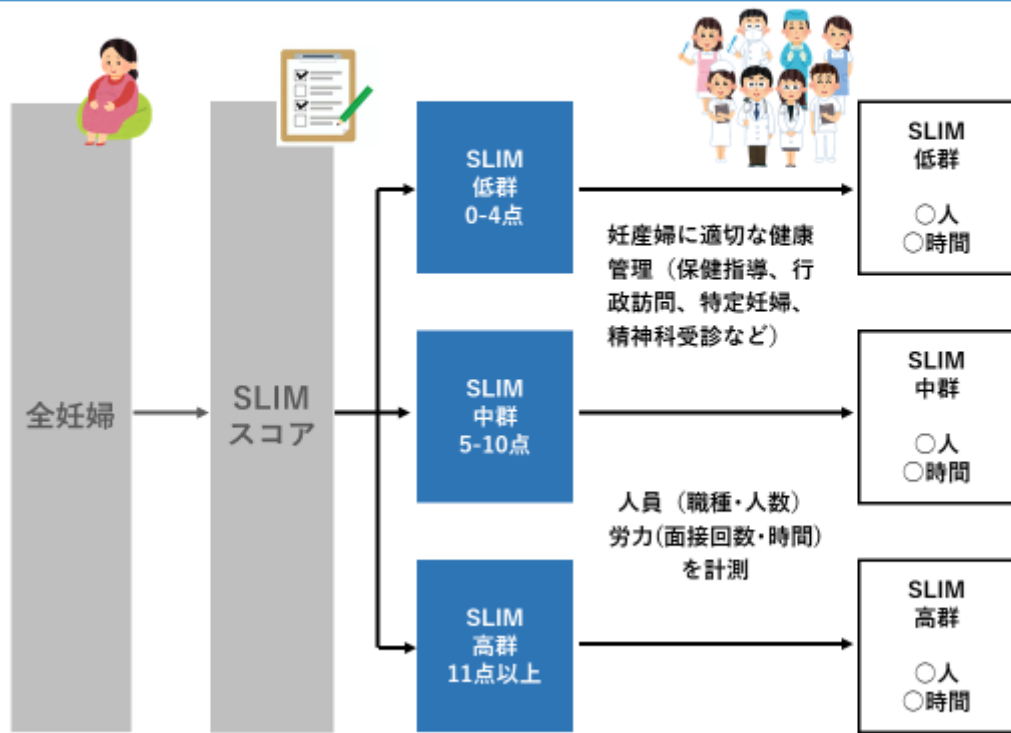 全妊婦
SLIM
スコア
SLIM
低群
0-4点
SLIM
中群
5-10点
SLIM
高群
11点以上
妊産婦に適切な健康
管理（保健指導、行
政訪問、特定妊婦、
精神科受診など）
人員（職種・人数）
労力(面接回数・時間)
を計測
SLIM
低群
○人
○時間
SLIM
中群
○人
○時間
SLIM
高群
○人
○時間